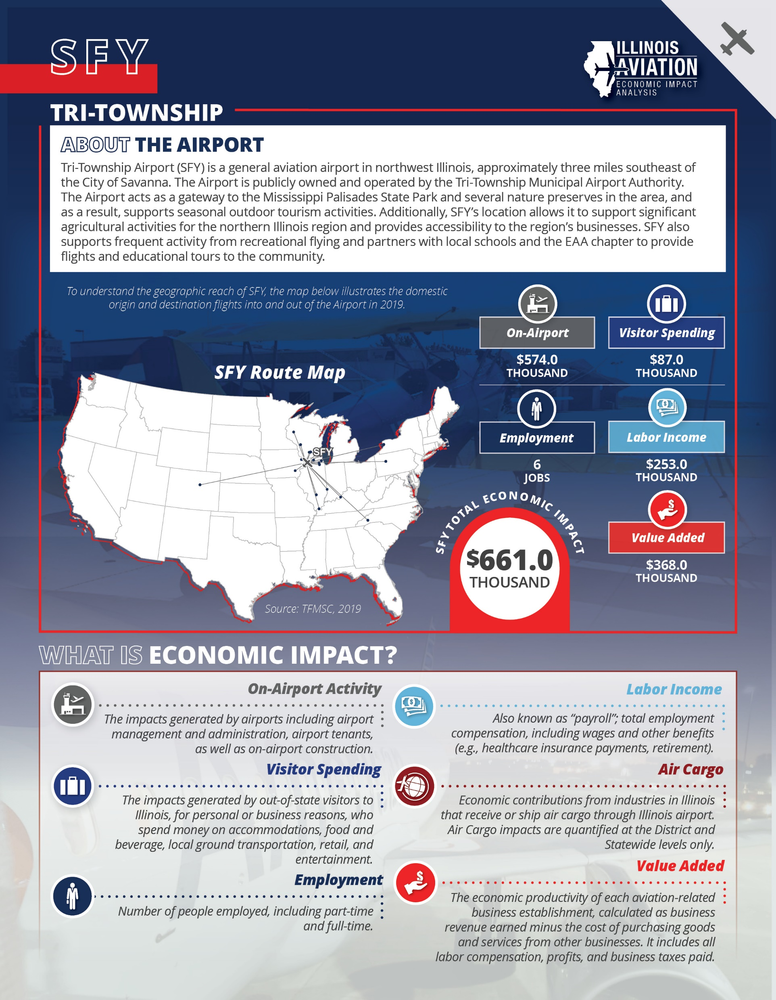 SFY
ILLINOIS
AVIATION
ECONOMIC IMPACT
ANALYSIS
TRI-TOWNSHIP
ABOUT THE AIRPORT
Tri-Township Airport (SFY) is a general aviation airport in northwest Illinois, approximately three miles southeast of
the City of Savanna. The Airport is publicly owned and operated by the Tri-Township Municipal Airport Authority.
The Airport acts as a gateway to the Mississippi Palisades State Park and several nature preserves in the area, and
as a result, supports seasonal outdoor tourism activities. Additionally, SFY’s location allows it to support significant
agricultural activities for the northern Illinois region and provides accessibility to the region’s businesses. SFY also
supports frequent activity from recreational flying and partners with local schools and the EAA chapter to provide
flights and educational tours to the community.
To understand the geographic reach of SFY, the map below illustrates the domestic
origin and destination flights into and out of the Airport in 2019.
SFY Route Map
SFY
Source: TFMSC, 2019
On-Airport
$574.0
THOUSAND
Visitor Spending
$87.0
THOUSAND
Employment
6
JOBS
Labor Income
$253.0
THOUSAND
SFY TOTAL ECONOMIC IMPACT
$661.0
THOUSAND
Value Added
$368.0
THOUSAND
WHAT IS ECONOMIC IMPACT?
On-Airport Activity
The impacts generated by airports including airport
management and administration, airport tenants,
as well as on-airport construction.
Visitor Spending
The impacts generated by out-of-state visitors to
Illinois, for personal or business reasons, who
spend money on accommodations, food and
beverage, local ground transportation, retail, and
entertainment.
Employment
Number of people employed, including part-time
and full-time.
Labor Income
Also known as “payroll”; total employment
compensation, including wages and other benefits
(e.g., healthcare insurance payments, retirement).
Air Cargo
Economic contributions from industries in Illinois
that receive or ship air cargo through Illinois airport.
Air Cargo impacts are quantified at the District and
Statewide levels only.
Value Added
The economic productivity of each aviation-related
business establishment, calculated as business
revenue earned minus the cost of purchasing goods
and services from other businesses. It includes all
labor compensation, profits, and business taxes paid.